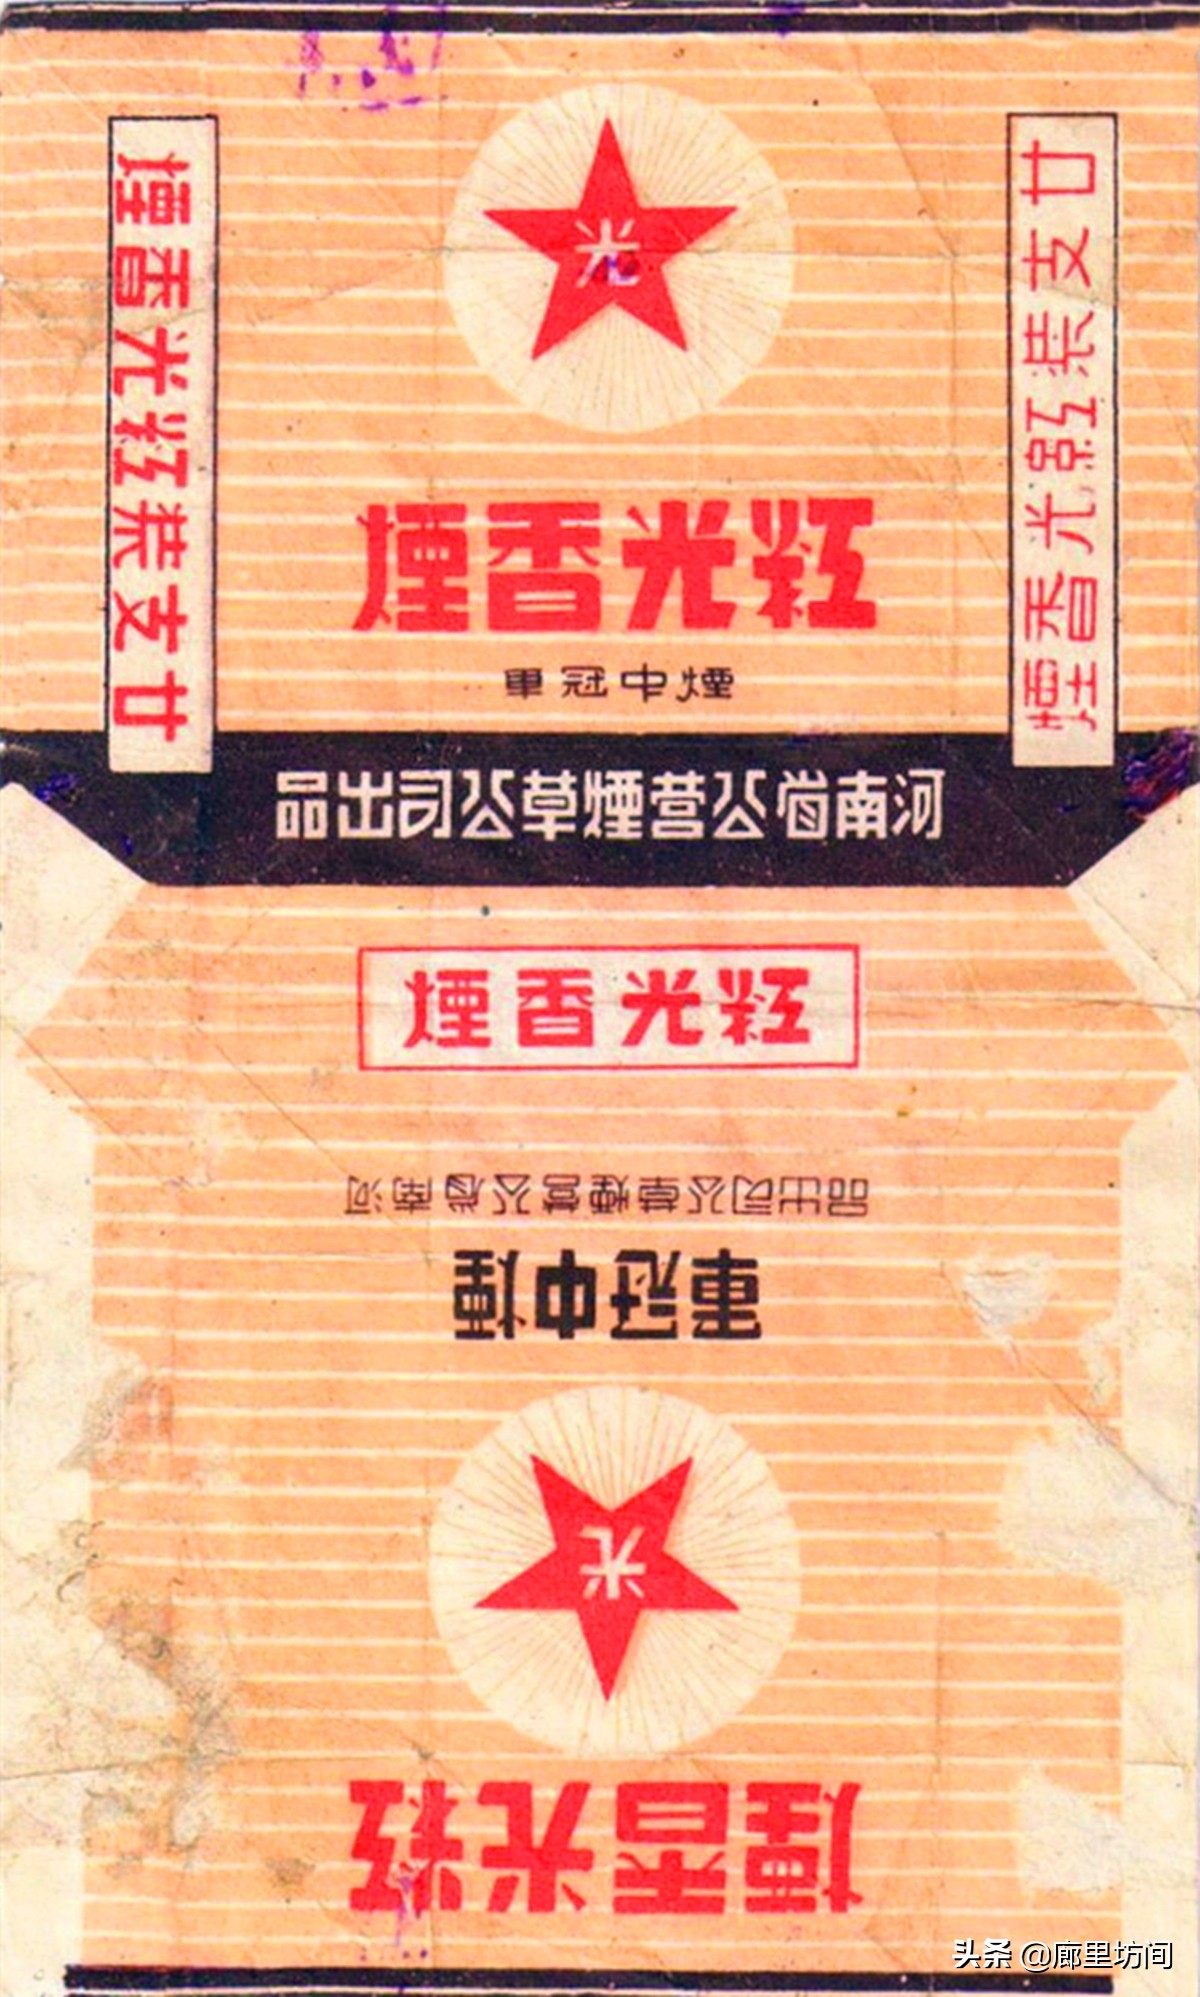 光
紅光香煙
煙中冠軍
廿支裝紅光香煙
廿支裝紅光香煙
河南省公營煙草公司出品
紅光香煙
河南省公營煙草公司出品
煙中冠軍
光
紅光香煙
头条 @廊里坊间